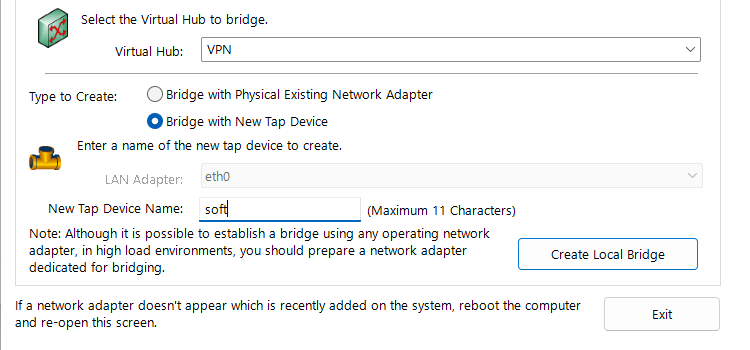 Select the Virtual Hub to bridge.
Virtual Hub: VPN
Type to Create: Bridge with Physical Existing Network Adapter
Bridge with New Tap Device
Enter a name of the new tap device to create.
LAN Adapter: eth0
New Tap Device Name: soft (Maximum 11 Characters)
Note: Although it is possible to establish a bridge using any operating network
adapter, in high load environments, you should prepare a network adapter
dedicated for bridging.
Create Local Bridge
If a network adapter doesn't appear which is recently added on the system, reboot the computer
and re-open this screen.
Exit